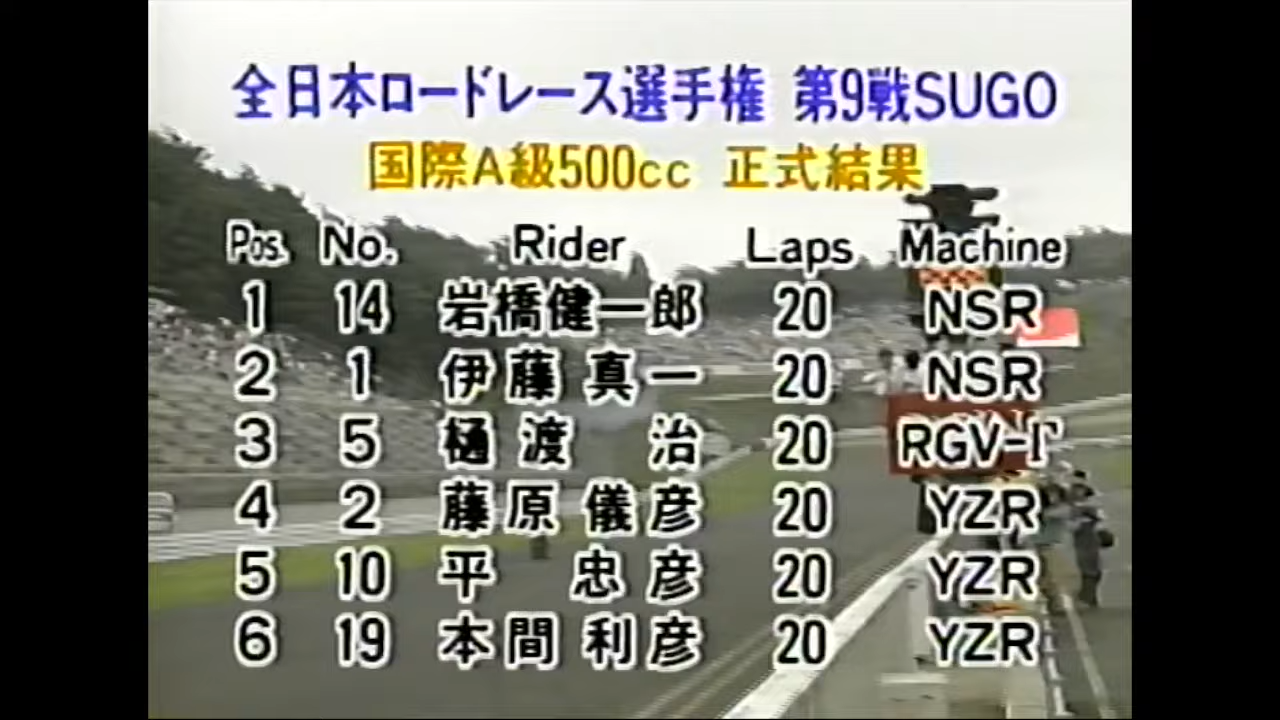 全日本ロードレース選手権 第9戦SUGO
国際A級500cc 正式結果
Pos. No. Rider Laps Machine
1 14 岩橋健一郎 20 NSR
2 1 伊藤真一 20 NSR
3 5 樋渡 治 20 RGV-Γ
4 2 藤原儀彦 20 YZR
5 10 平 忠彦 20 YZR
6 19 本間利彦 20 YZR